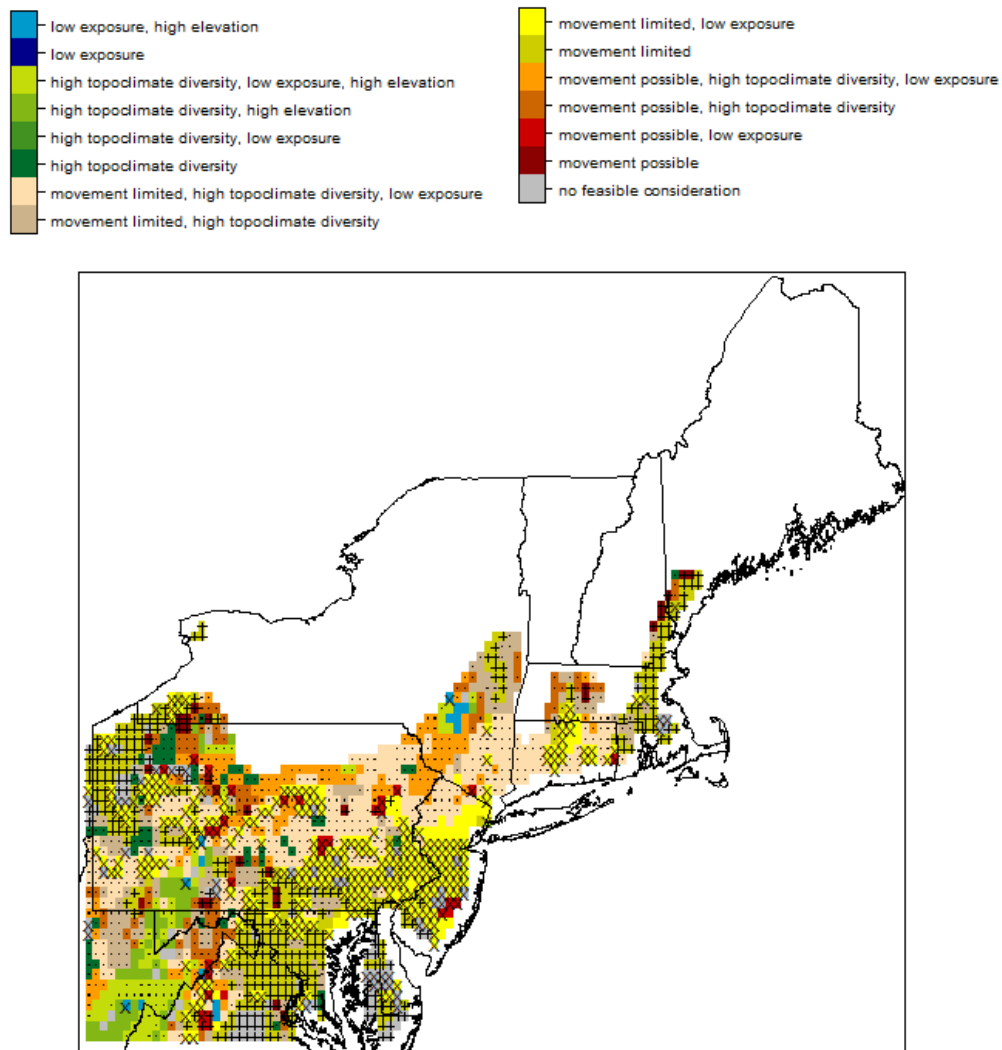 low exposure, high elevation
low exposure
high topoclimate diversity, low exposure, high elevation
high topoclimate diversity, high elevation
high topoclimate diversity, low exposure
high topoclimate diversity
movement limited, high topoclimate diversity, low exposure
movement limited, high topoclimate diversity
movement limited, low exposure
movement limited
movement possible, high topoclimate diversity, low exposure
movement possible, high topoclimate diversity
movement possible, low exposure
movement possible
no feasible consideration